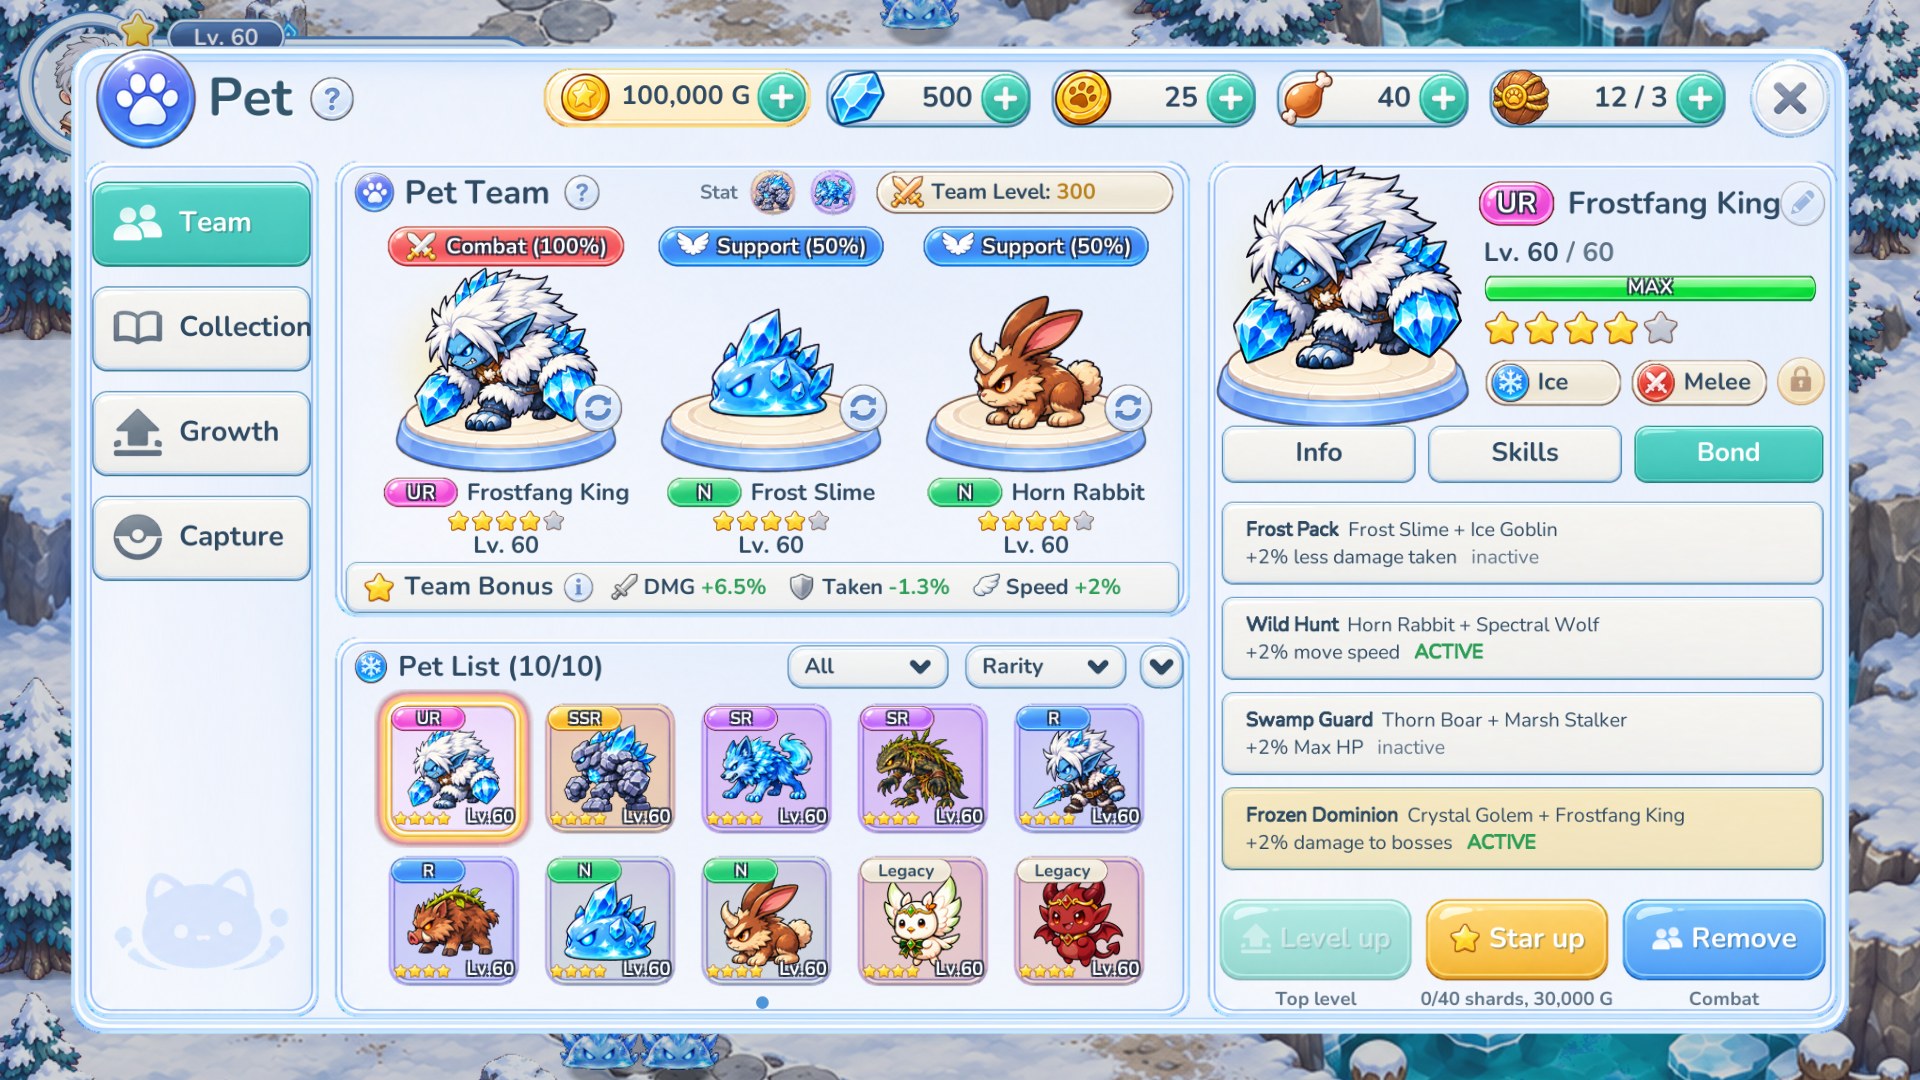 Lv. 60
Pet ?
100,000 G
500
25
40
12 / 3
Team
Collection
Growth
Capture
Pet Team ?
Stat
Team Level: 300
Combat (100%)
Support (50%)
Support (50%)
UR Frostfang King
Lv. 60
N Frost Slime
Lv. 60
N Horn Rabbit
Lv. 60
Team Bonus i DMG +6.5% Taken -1.3% Speed +2%
Pet List (10/10)
All
Rarity
UR
Lv.60
SSR
Lv.60
SR
Lv.60
SR
Lv.60
R
Lv.60
R
Lv.60
N
Lv.60
N
Lv.60
Legacy
Lv.60
Legacy
Lv.60
UR Frostfang King
Lv. 60 / 60
MAX
Ice
Melee
Info
Skills
Bond
Frost Pack Frost Slime + Ice Goblin
+2% less damage taken inactive
Wild Hunt Horn Rabbit + Spectral Wolf
+2% move speed ACTIVE
Swamp Guard Thorn Boar + Marsh Stalker
+2% Max HP inactive
Frozen Dominion Crystal Golem + Frostfang King
+2% damage to bosses ACTIVE
Level up
Star up
Remove
Top level
0/40 shards, 30,000 G
Combat